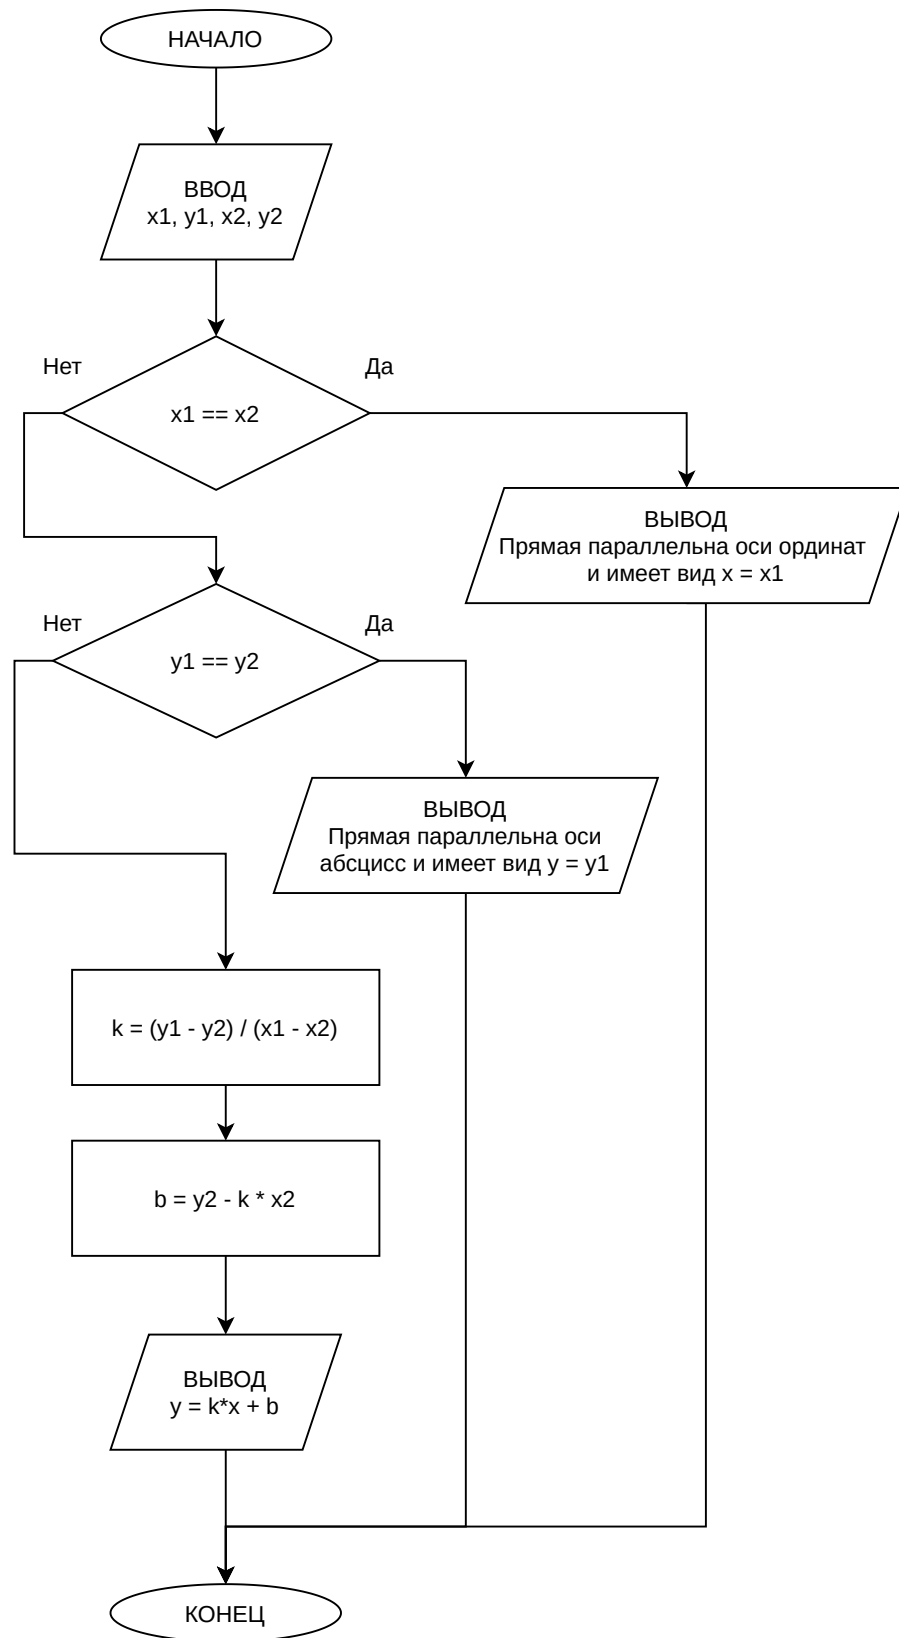 НАЧАЛО
ВВОД
x1, y1, x2, y2
Нет
Да
x1 == x2
ВЫВОД
Прямая параллельна оси ординат
и имеет вид x = x1
Нет
Да
y1 == y2
ВЫВОД
Прямая параллельна оси
абсцисс и имеет вид y = y1
k = (y1 - y2) / (x1 - x2)
b = y2 - k * x2
ВЫВОД
y = k*x + b
КОНЕЦ